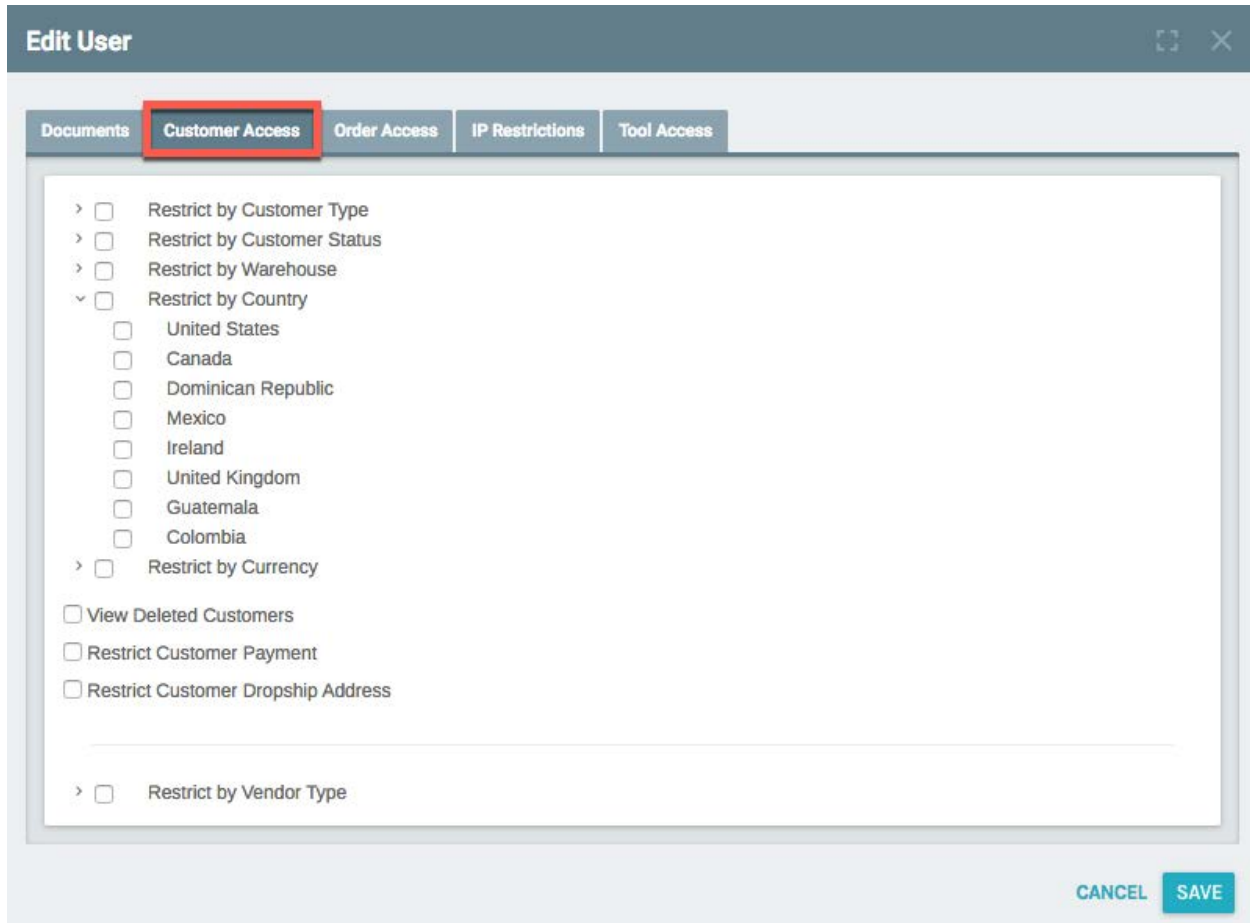 Edit User
Documents Customer Access Order Access IP Restrictions Tool Access
Restrict by Customer Type
Restrict by Customer Status
Restrict by Warehouse
Restrict by Country
United States
Canada
Dominican Republic
Mexico
Ireland
United Kingdom
Guatemala
Colombia
Restrict by Currency
View Deleted Customers
Restrict Customer Payment
Restrict Customer Dropship Address
Restrict by Vendor Type
CANCEL SAVE